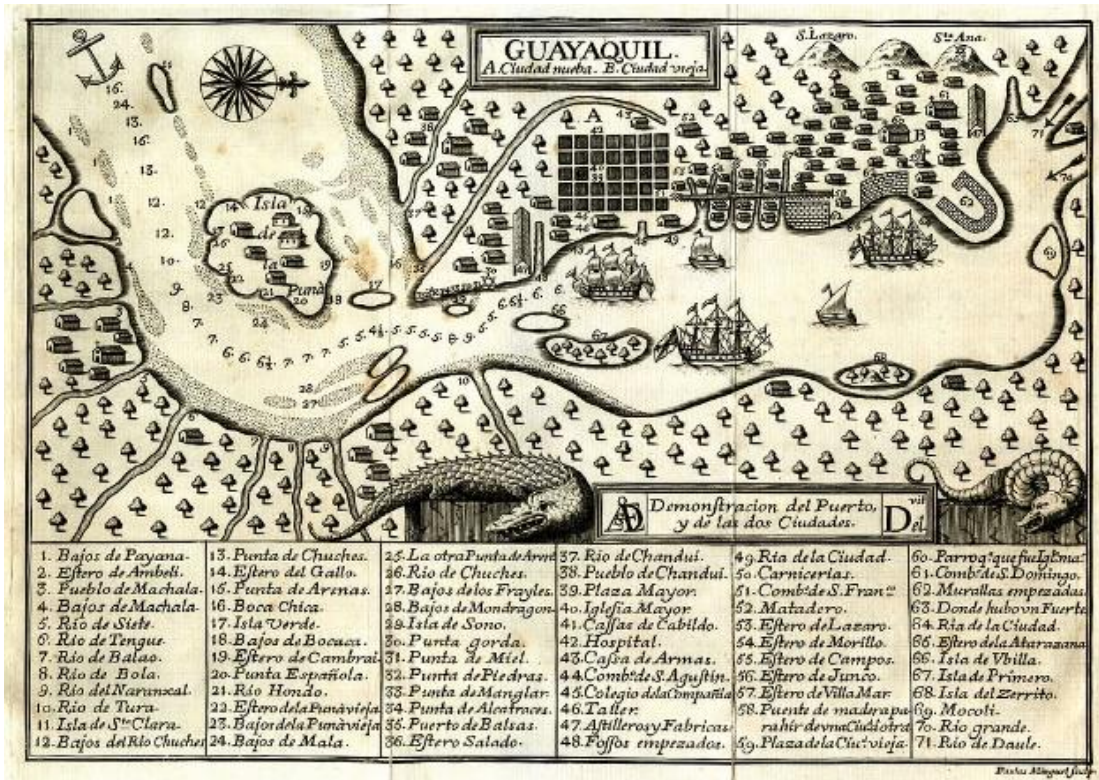 GUAYAQUIL.
A. Ciudad nueba. B. Ciudad vieja.
S. Lazaro.
Sta. Ana.
A
B
Isla
de
la
Puna
Demonstracion del Puerto,
y de las dos Ciudades.
1. Bajos de Payana.
2. Estero de Ambeli.
3. Pueblo de Machala.
4. Bajos de Machala.
5. Rio de Siete.
6. Rio de Tengue.
7. Rio de Balao.
8. Rio de Bola.
9. Rio del Naranxal.
10. Rio de Tura.
11. Isla de Sta Clara.
12. Bajos del Rio Chuches
13. Punta de Chuches.
14. Estero del Gallo.
15. Punta de Arenas.
16. Boca Chica.
17. Isla Verde.
18. Bajos de Bocaca.
19. Estero de Cambrai.
20. Punta Española.
21. Rio Hondo.
22. Estero de la Punà vieja
23. Bajos de la Punà vieja
24. Bajos de Mala.
25. La otra Punta de Aren
26. Rio de Chuches.
27. Bajos de los Frayles.
28. Bajos de Mondragon
29. Isla de Sono.
30. Punta gorda.
31. Punta de Miel.
32. Punta de Piedras.
33. Punta de Manglar.
34. Punta de Alcatraces.
35. Puerto de Balsas.
36. Estero Salado.
37. Rio de Chanduí.
38. Pueblo de Chanduí.
39. Plaza Mayor.
40. Iglesia Mayor.
41. Cassas de Cabildo.
42. Hospital.
43. Cassa de Armas.
44. Combto de S. Agustin.
45. Colegio de la Compañia
46. Taller.
47. Astilleros y Fabricas
48. Fossos empezados.
49. Ria de la Ciudad.
50. Carnicerias.
51. Combto de S. Franco
52. Matadero.
53. Estero de Lazaro.
54. Estero de Morillo.
55. Estero de Campos.
56. Estero de Junco.
57. Estero de Villa Mar.
58. Puente de madera pa
ra hir de vna Ciud. à otra
59. Plaza de la Ciud. vieja.
60. Parroqa que fue Iga ma
61. Combto de S. Domingo.
62. Murallas empezadas
63. Donde hubo vn Fuerte
64. Ria de la Ciudad.
65. Estero de la Atarazana
66. Isla de Vbilla.
67. Isla de Primero.
68. Isla del Zerrito.
69. Mocoli.
70. Rio grande.
71. Rio de Daule.